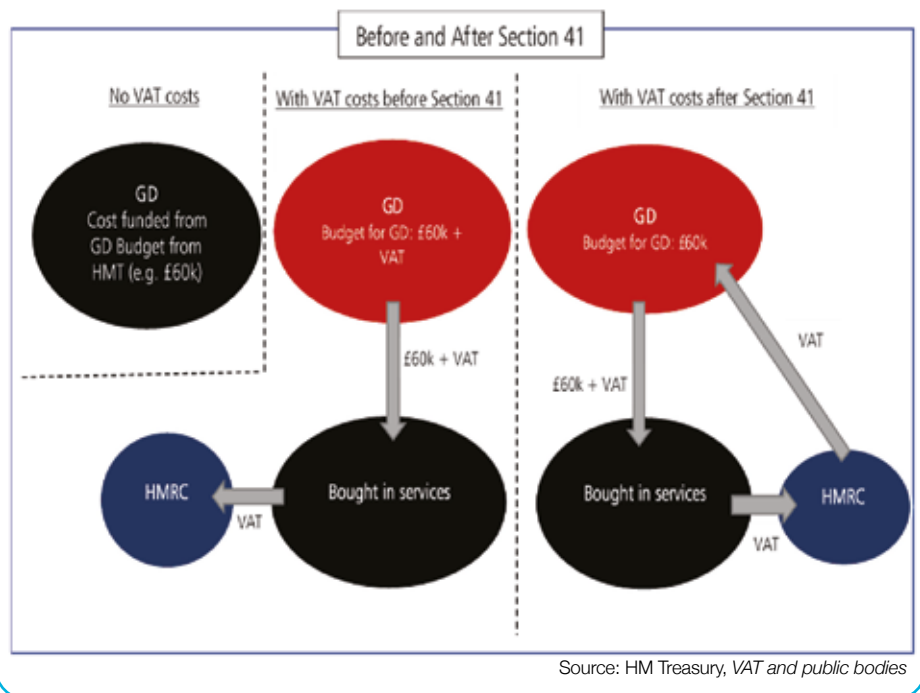 Before and After Section 41
No VAT costs
GD
Cost funded from
GD Budget from
HMT (e.g. £60k)
With VAT costs before Section 41
GD
Budget for GD: £60k +
VAT
£60k + VAT
Bought in services
VAT
HMRC
With VAT costs after Section 41
GD
Budget for GD: £60k
£60k + VAT
Bought in services
VAT
HMRC
VAT
Source: HM Treasury, VAT and public bodies